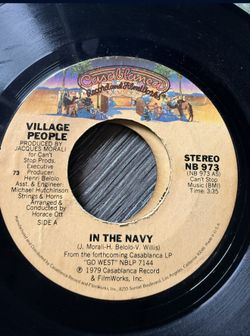 Casablanca
Record and FilmWorks
VILLAGE
PEOPLE
PRODUCED BY
JACQUES MORALI
for Can't
Stop Prods.
Executive
Producer:
Henri Belolo
Asst. & Engineer:
Michael Hutchinson
Strings & Horns
Arranged &
Conducted by
Horace Ott
SIDE A
73
STEREO
NB 973
(NB 973 AS)
Can't Stop
Music (BMI)
Time: 3:35
IN THE NAVY
(J. Morali-H. Belolo-V. Willis)
From the forthcoming Casablanca LP
"GO WEST" NBLP 7144
℗ 1979 Casablanca Record
& FilmWorks, Inc.